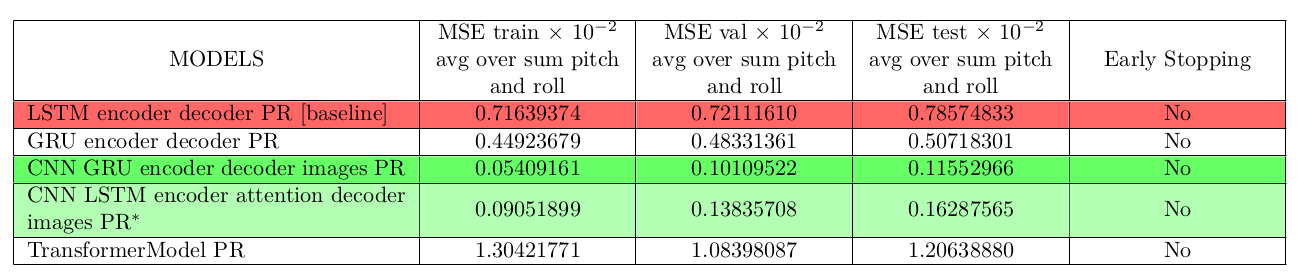 MODELS
MSE train × 10⁻²
avg over sum pitch
and roll
MSE val × 10⁻²
avg over sum pitch
and roll
MSE test × 10⁻²
avg over sum pitch
and roll
Early Stopping
LSTM encoder decoder PR [baseline] 0.71639374 0.72111610 0.78574833 No
GRU encoder decoder PR 0.44923679 0.48331361 0.50718301 No
CNN GRU encoder decoder images PR 0.05409161 0.10109522 0.11552966 No
CNN LSTM encoder attention decoder
images PR* 0.09051899 0.13835708 0.16287565 No
TransformerModel PR 1.30421771 1.08398087 1.20638880 No